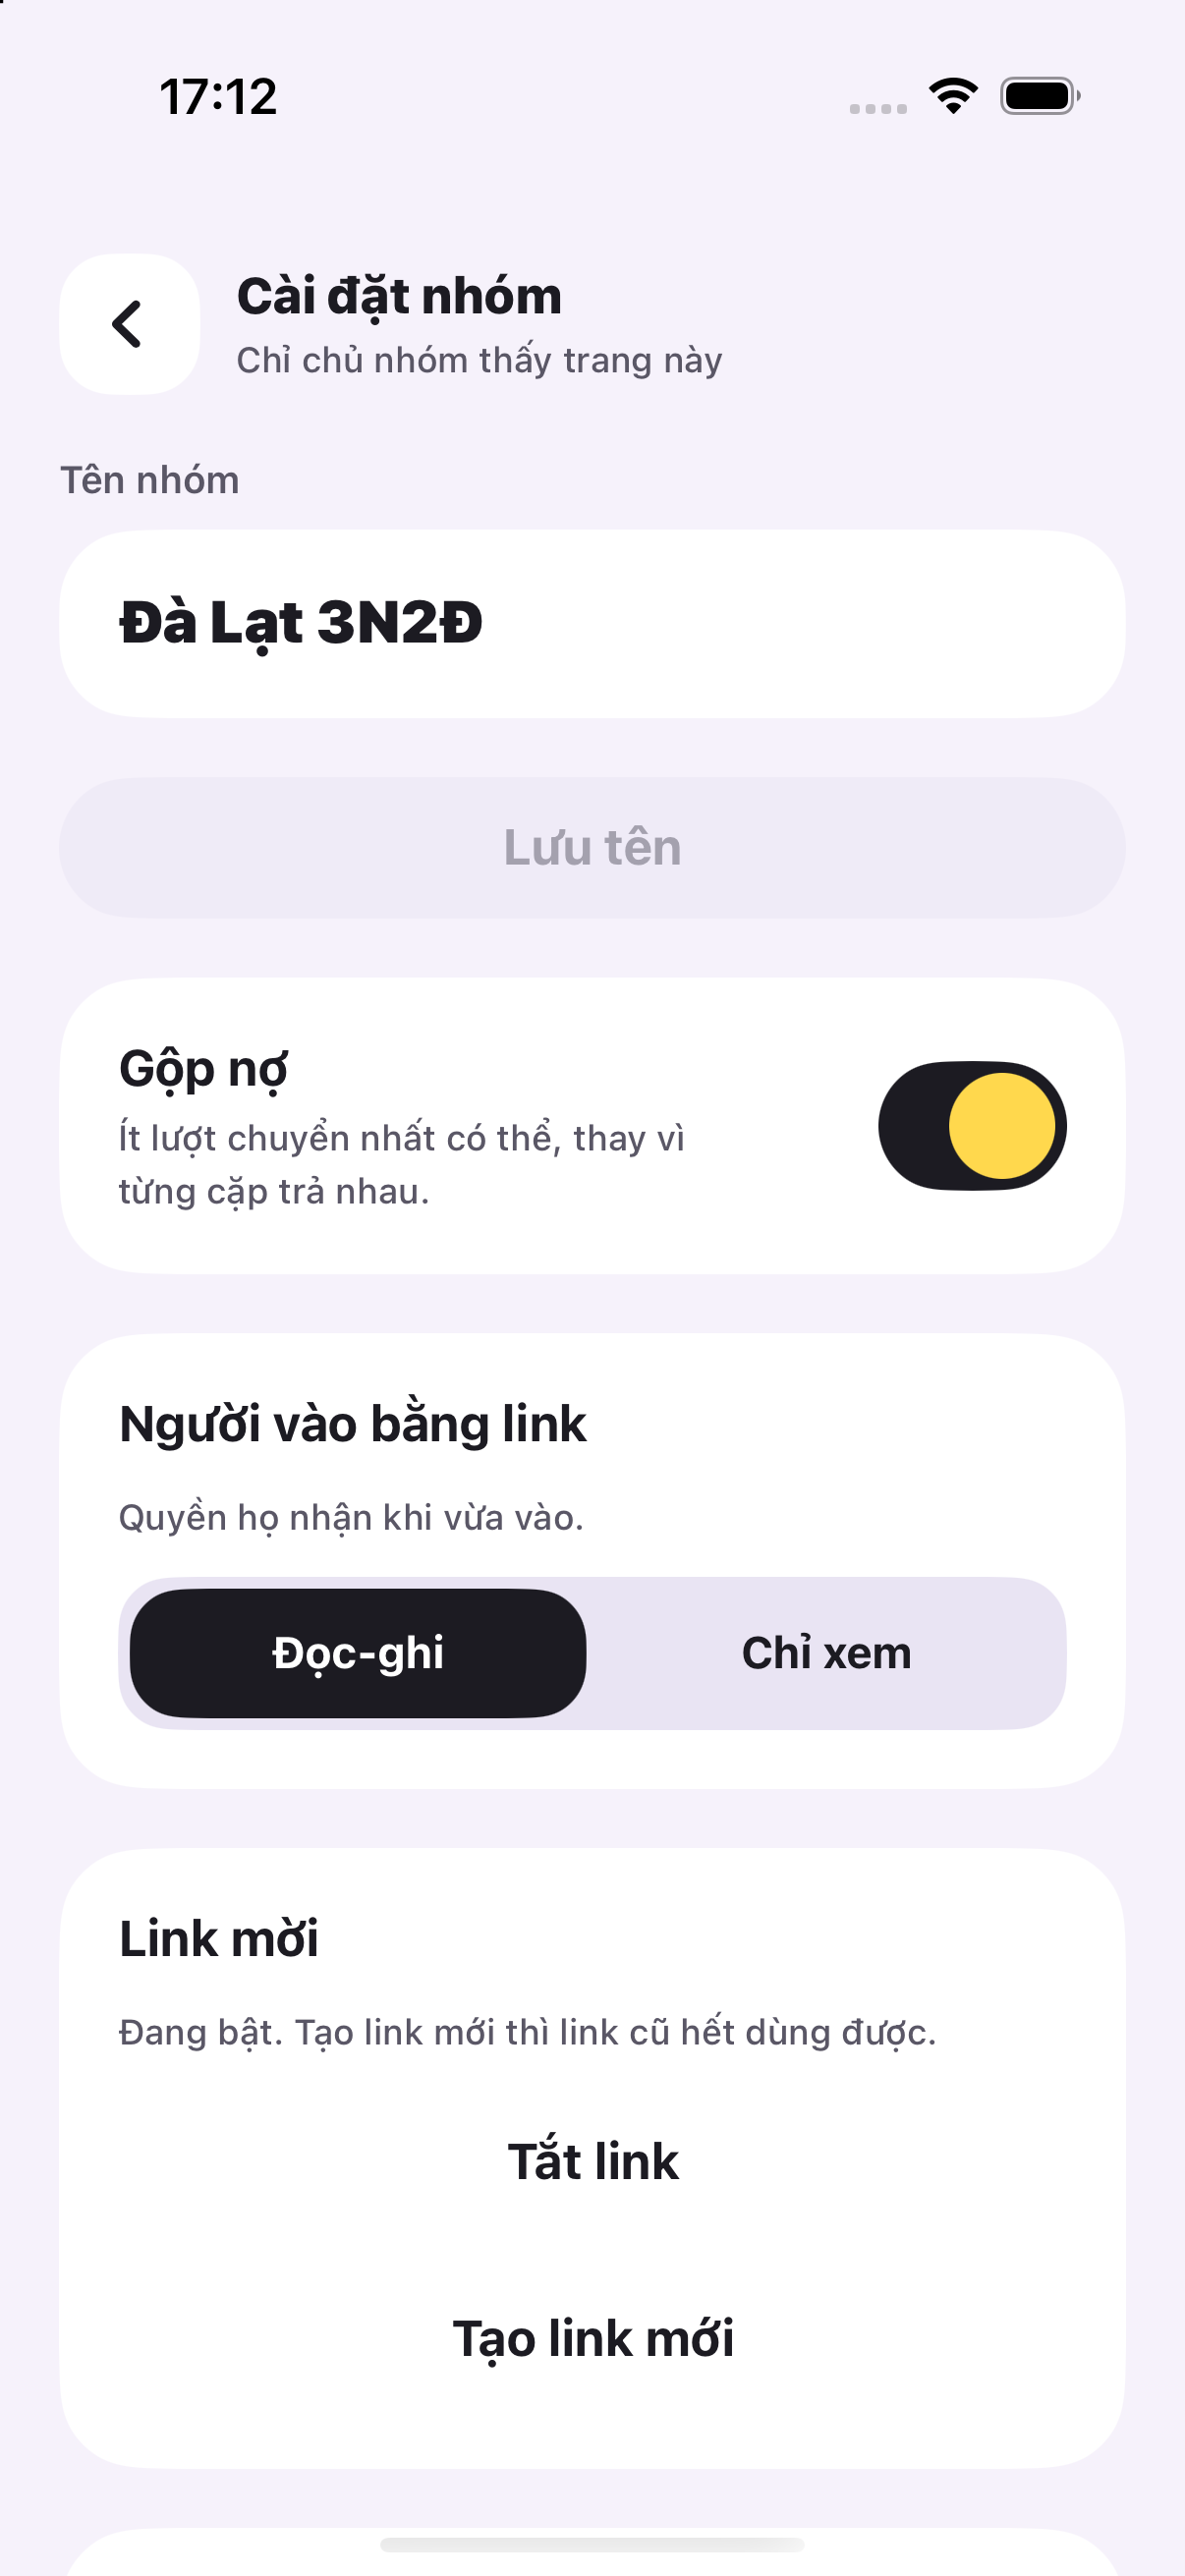 17:12
Cài đặt nhóm
Chỉ chủ nhóm thấy trang này
Tên nhóm
Đà Lạt 3N2Đ
Lưu tên
Gộp nợ
Ít lượt chuyển nhất có thể, thay vì
từng cặp trả nhau.
Người vào bằng link
Quyền họ nhận khi vừa vào.
Đọc-ghi
Chỉ xem
Link mời
Đang bật. Tạo link mới thì link cũ hết dùng được.
Tắt link
Tạo link mới